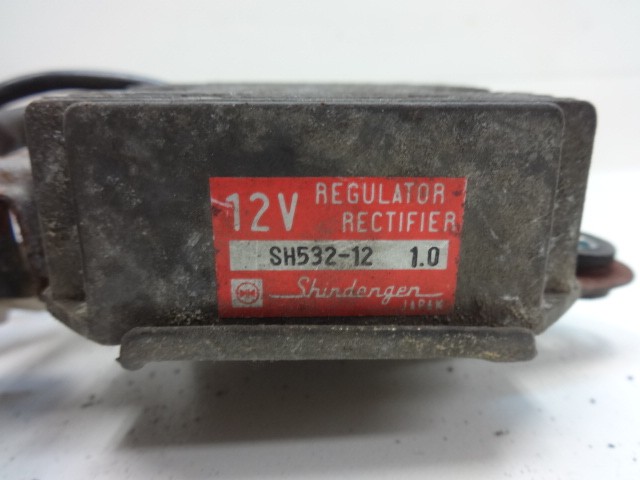 12V REGULATOR
RECTIFIER
SH532-12 1.0
Shindengen
JAPAN